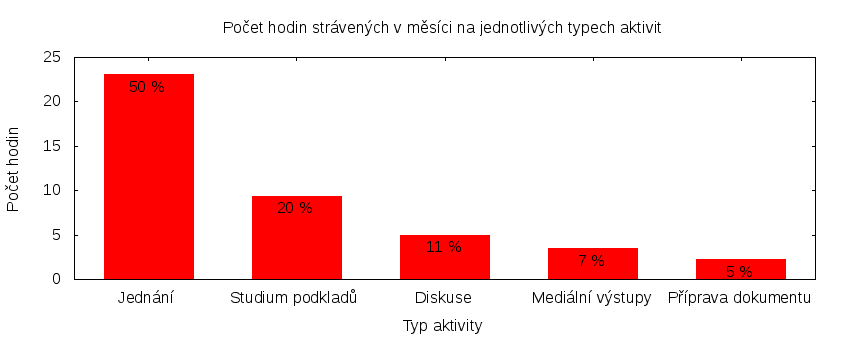 Počet hodin strávených v měsíci na jednotlivých typech aktivit
Počet hodin
25
20
15
10
5
0
50 %
20 %
11 %
7 %
5 %
Jednání
Studium podkladů
Diskuse
Mediální výstupy
Příprava dokumentu
Typ aktivity